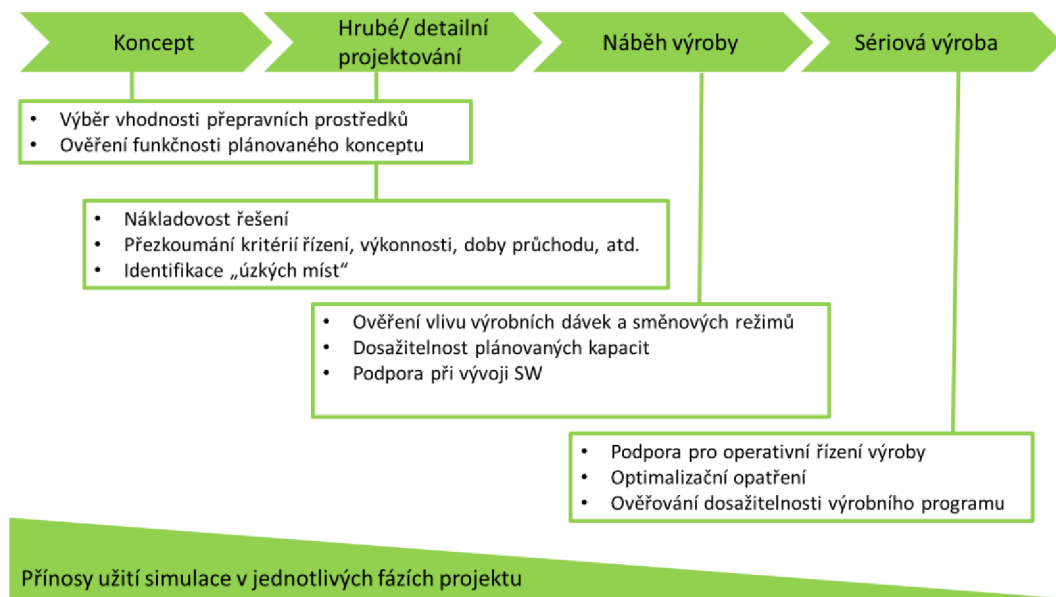 Koncept
Hrubé/ detailní
projektování
Náběh výroby
Sériová výroba
• Výběr vhodnosti přepravních prostředků
• Ověření funkčnosti plánovaného konceptu
• Nákladovost řešení
• Přezkoumání kritérií řízení, výkonnosti, doby průchodu, atd.
• Identifikace „úzkých míst“
• Ověření vlivu výrobních dávek a směnových režimů
• Dosažitelnost plánovaných kapacit
• Podpora při vývoji SW
• Podpora pro operativní řízení výroby
• Optimalizační opatření
• Ověřování dosažitelnosti výrobního programu
Přínosy užití simulace v jednotlivých fázích projektu